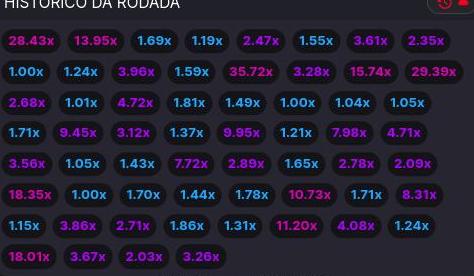 HISTÓRICO DA RODADA
28.43x 13.95x 1.69x 1.19x 2.47x 1.55x 3.61x 2.35x
1.00x 1.24x 3.96x 1.59x 35.72x 3.28x 15.74x 29.39x
2.68x 1.01x 4.72x 1.81x 1.49x 1.00x 1.04x 1.05x
1.71x 9.45x 3.12x 1.37x 9.95x 1.21x 7.98x 4.71x
3.56x 1.05x 1.43x 7.72x 2.89x 1.65x 2.78x 2.09x
18.35x 1.00x 1.70x 1.44x 1.78x 10.73x 1.71x 8.31x
1.15x 3.86x 2.71x 1.86x 1.31x 11.20x 4.08x 1.24x
18.01x 3.67x 2.03x 3.26x